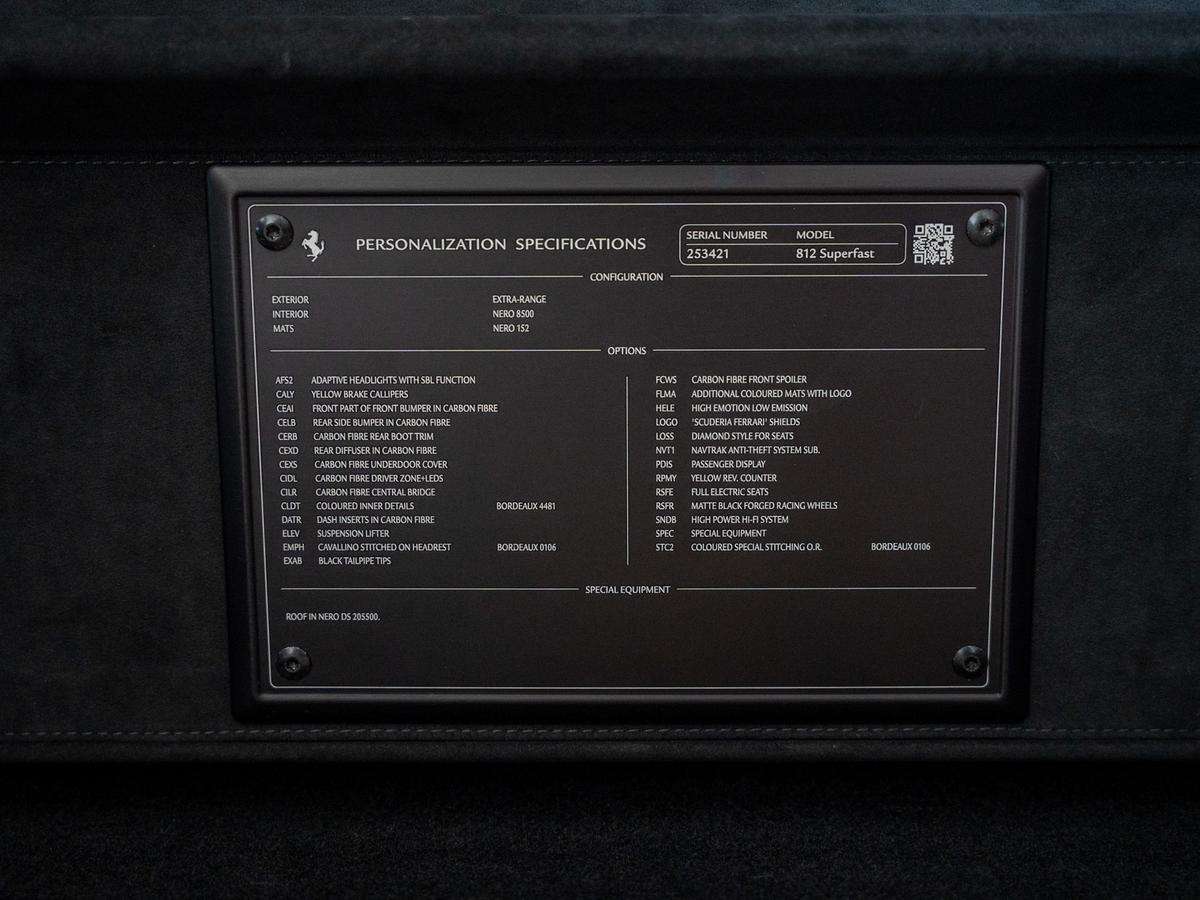 PERSONALIZATION SPECIFICATIONS
SERIAL NUMBER MODEL
253421 812 Superfast
CONFIGURATION
EXTERIOR EXTRA-RANGE
INTERIOR NERO 8500
MATS NERO 152
OPTIONS
AFS2 ADAPTIVE HEADLIGHTS WITH SBL FUNCTION
CALY YELLOW BRAKE CALLIPERS
CEAI FRONT PART OF FRONT BUMPER IN CARBON FIBRE
CELB REAR SIDE BUMPER IN CARBON FIBRE
CERB CARBON FIBRE REAR BOOT TRIM
CEXD REAR DIFFUSER IN CARBON FIBRE
CEXS CARBON FIBRE UNDERDOOR COVER
CIDL CARBON FIBRE DRIVER ZONE+LEDS
CILR CARBON FIBRE CENTRAL BRIDGE
CLDT COLOURED INNER DETAILS BORDEAUX 4481
DATR DASH INSERTS IN CARBON FIBRE
ELEV SUSPENSION LIFTER
EMPH CAVALLINO STITCHED ON HEADREST BORDEAUX 0106
EXAB BLACK TAILPIPE TIPS
FCWS CARBON FIBRE FRONT SPOILER
FLMA ADDITIONAL COLOURED MATS WITH LOGO
HELE HIGH EMOTION LOW EMISSION
LOGO 'SCUDERIA FERRARI' SHIELDS
LOSS DIAMOND STYLE FOR SEATS
NVT1 NAVTRAK ANTI-THEFT SYSTEM SUB.
PDIS PASSENGER DISPLAY
RPMY YELLOW REV. COUNTER
RSFE FULL ELECTRIC SEATS
RSFR MATTE BLACK FORGED RACING WHEELS
SNDB HIGH POWER HI-FI SYSTEM
SPEC SPECIAL EQUIPMENT
STC2 COLOURED SPECIAL STITCHING O.R. BORDEAUX 0106
SPECIAL EQUIPMENT
ROOF IN NERO DS 205500.